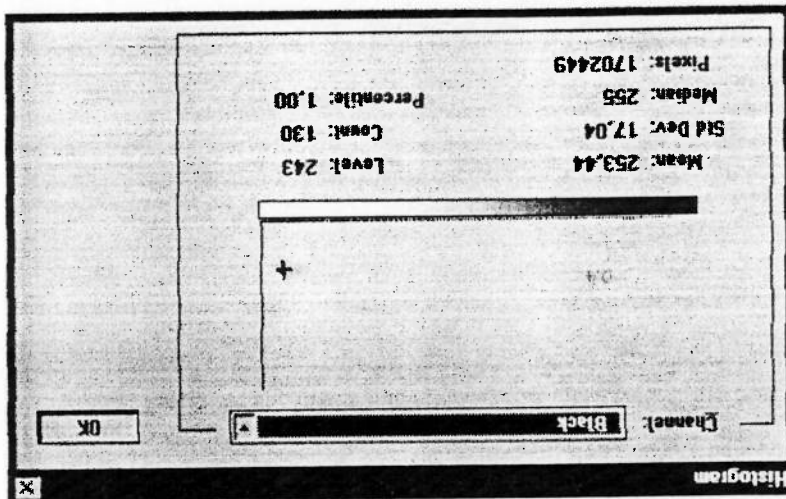 Histogram
Channel: Black
OK
Mean: 253,44
Std Dev: 17,04
Median: 255
Pixels: 1702449
Level: 243
Count: 130
Percentile: 1,00